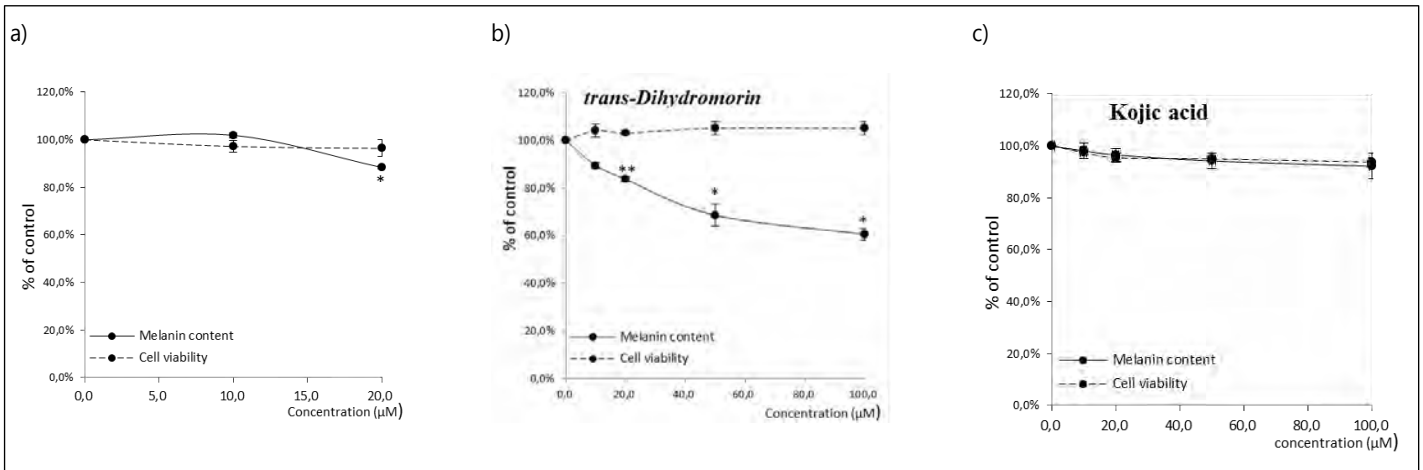 a)
120,0%
100,0%
80,0%
60,0%
40,0%
20,0%
0,0%
% of control
*
Melanin content
Cell viability
0,0 5,0 10,0 15,0 20,0
Concentration (µM)
b)
trans-Dihydromorin
120,0%
100,0%
80,0%
60,0%
40,0%
20,0%
0,0%
% of control
**
*
*
Melanin content
Cell viability
0,0 20,0 40,0 60,0 80,0 100,0
Concentration (µM)
c)
Kojic acid
120,0%
100,0%
80,0%
60,0%
40,0%
20,0%
0,0%
% of control
Melanin content
Cell viability
0,0 20,0 40,0 60,0 80,0 100,0
concentration (µM)